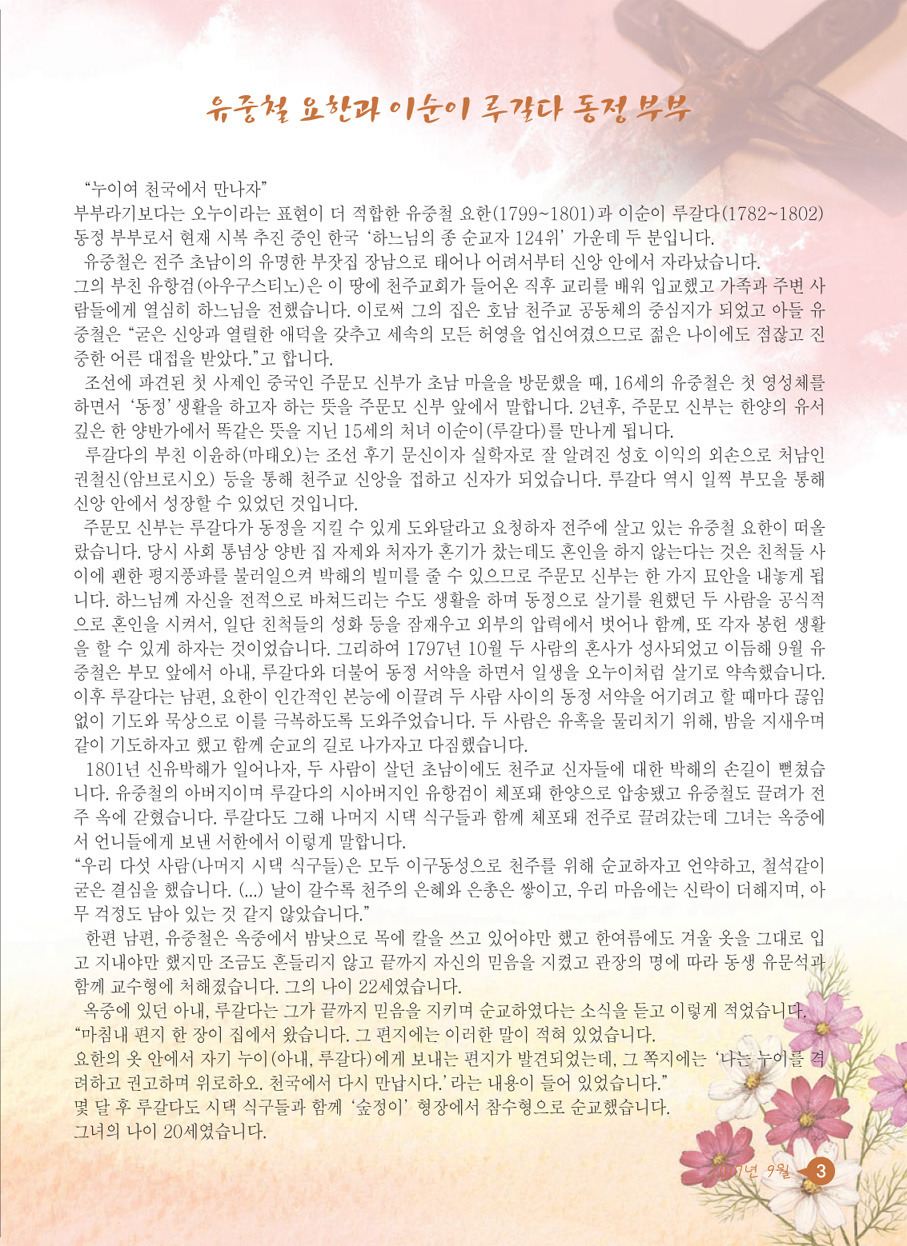 유중철 요한과 이순이 루갈다 동정 부부
“누이여 천국에서 만나자”
부부라기보다는 오누이라는 표현이 더 적합한 유중철 요한(1799~1801)과 이순이 루갈다(1782~1802)
동정 부부로서 현재 시복 추진 중인 한국 ‘하느님의 종 순교자 124위’ 가운데 두 분입니다.
유중철은 전주 초남이의 유명한 부잣집 장남으로 태어나 어려서부터 신앙 안에서 자라났습니다.
그의 부친 유항검(아우구스티노)은 이 땅에 천주교회가 들어온 직후 교리를 배워 입교했고 가족과 주변 사
람들에게 열심히 하느님을 전했습니다. 이로써 그의 집은 호남 천주교 공동체의 중심지가 되었고 아들 유
중철은 “굳은 신앙과 열렬한 애덕을 갖추고 세속의 모든 허영을 업신여겼으므로 젊은 나이에도 점잖고 진
중한 어른 대접을 받았다.”고 합니다.
조선에 파견된 첫 사제인 중국인 주문모 신부가 초남 마을을 방문했을 때, 16세의 유중철은 첫 영성체를
하면서 ‘동정’ 생활을 하고자 하는 뜻을 주문모 신부 앞에서 말합니다. 2년후, 주문모 신부는 한양의 유서
깊은 한 양반가에서 똑같은 뜻을 지닌 15세의 처녀 이순이(루갈다)를 만나게 됩니다.
루갈다의 부친 이윤하(마태오)는 조선 후기 문신이자 실학자로 잘 알려진 성호 이익의 외손으로 처남인
권철신(암브로시오) 등을 통해 천주교 신앙을 접하고 신자가 되었습니다. 루갈다 역시 일찍 부모를 통해
신앙 안에서 성장할 수 있었던 것입니다.
주문모 신부는 루갈다가 동정을 지킬 수 있게 도와달라고 요청하자 전주에 살고 있는 유중철 요한이 떠올
랐습니다. 당시 사회 통념상 양반 집 자제와 처자가 혼기가 찼는데도 혼인을 하지 않는다는 것은 친척들 사
이에 괜한 평지풍파를 불러일으켜 박해의 빌미를 줄 수 있으므로 주문모 신부는 한 가지 묘안을 내놓게 됩
니다. 하느님께 자신을 전적으로 바쳐드리는 수도 생활을 하며 동정으로 살기를 원했던 두 사람을 공식적
으로 혼인을 시켜서, 일단 친척들의 성화 등을 잠재우고 외부의 압력에서 벗어나 함께, 또 각자 봉헌 생활
을 할 수 있게 하자는 것이었습니다. 그리하여 1797년 10월 두 사람의 혼사가 성사되었고 이듬해 9월 유
중철은 부모 앞에서 아내, 루갈다와 더불어 동정 서약을 하면서 일생을 오누이처럼 살기로 약속했습니다.
이후 루갈다는 남편, 요한이 인간적인 본능에 이끌려 두 사람 사이의 동정 서약을 어기려고 할 때마다 끊임
없이 기도와 묵상으로 이를 극복하도록 도와주었습니다. 두 사람은 유혹을 물리치기 위해, 밤을 지새우며
같이 기도하자고 했고 함께 순교의 길로 나가자고 다짐했습니다.
1801년 신유박해가 일어나자, 두 사람이 살던 초남이에도 천주교 신자들에 대한 박해의 손길이 뻗쳤습
니다. 유중철의 아버지이며 루갈다의 시아버지인 유항검이 체포돼 한양으로 압송됐고 유중철도 끌려가 전
주 옥에 갇혔습니다. 루갈다도 그해 나머지 시댁 식구들과 함께 체포돼 전주로 끌려갔는데 그녀는 옥중에
서 언니들에게 보낸 서한에서 이렇게 말합니다.
“우리 다섯 사람(나머지 시댁 식구들)은 모두 이구동성으로 천주를 위해 순교하자고 언약하고, 철석같이
굳은 결심을 했습니다. (...) 날이 갈수록 천주의 은혜와 은총은 쌓이고, 우리 마음에는 신락이 더해지며, 아
무 걱정도 남아 있는 것 같지 않았습니다.”
한편 남편, 유중철은 옥중에서 밤낮으로 목에 칼을 쓰고 있어야만 했고 한여름에도 겨울 옷을 그대로 입
고 지내야만 했지만 조금도 흔들리지 않고 끝까지 자신의 믿음을 지켰고 관장의 명에 따라 동생 유문석과
함께 교수형에 처해졌습니다. 그의 나이 22세였습니다.
옥중에 있던 아내, 루갈다는 그가 끝까지 믿음을 지키며 순교하였다는 소식을 듣고 이렇게 적었습니다.
“마침내 편지 한 장이 집에서 왔습니다. 그 편지에는 이러한 말이 적혀 있었습니다.
요한의 옷 안에서 자기 누이(아내, 루갈다)에게 보내는 편지가 발견되었는데, 그 쪽지에는 ‘나는 누이를 격
려하고 권고하며 위로하오. 천국에서 다시 만납시다.’라는 내용이 들어 있었습니다.”
몇 달 후 루갈다도 시댁 식구들과 함께 ‘숲정이’ 형장에서 참수형으로 순교했습니다.
그녀의 나이 20세였습니다.
년 9월 3